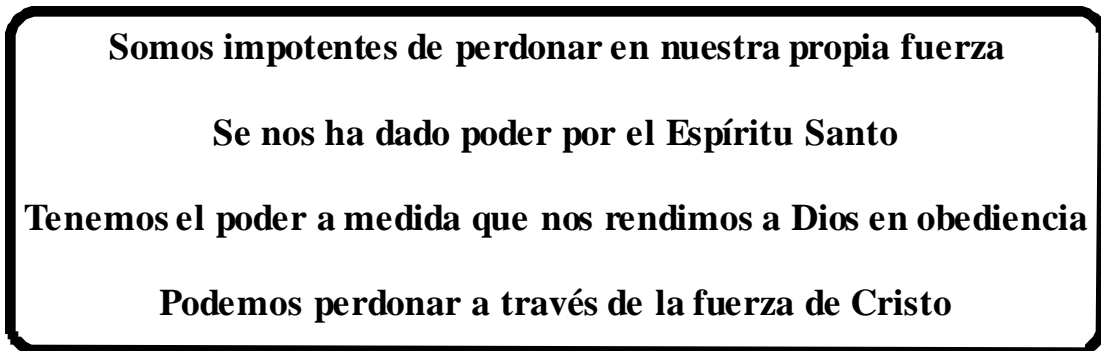 Somos impotentes de perdonar en nuestra propia fuerza
Se nos ha dado poder por el Espíritu Santo
Tenemos el poder a medida que nos rendimos a Dios en obediencia
Podemos perdonar a través de la fuerza de Cristo